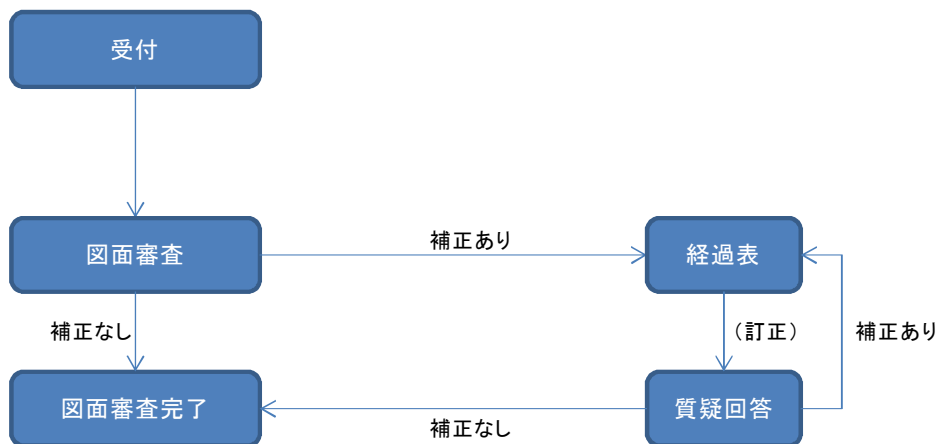 受付
図面審査
補正あり
経過表
補正なし
(訂正)
補正あり
図面審査完了
補正なし
質疑回答